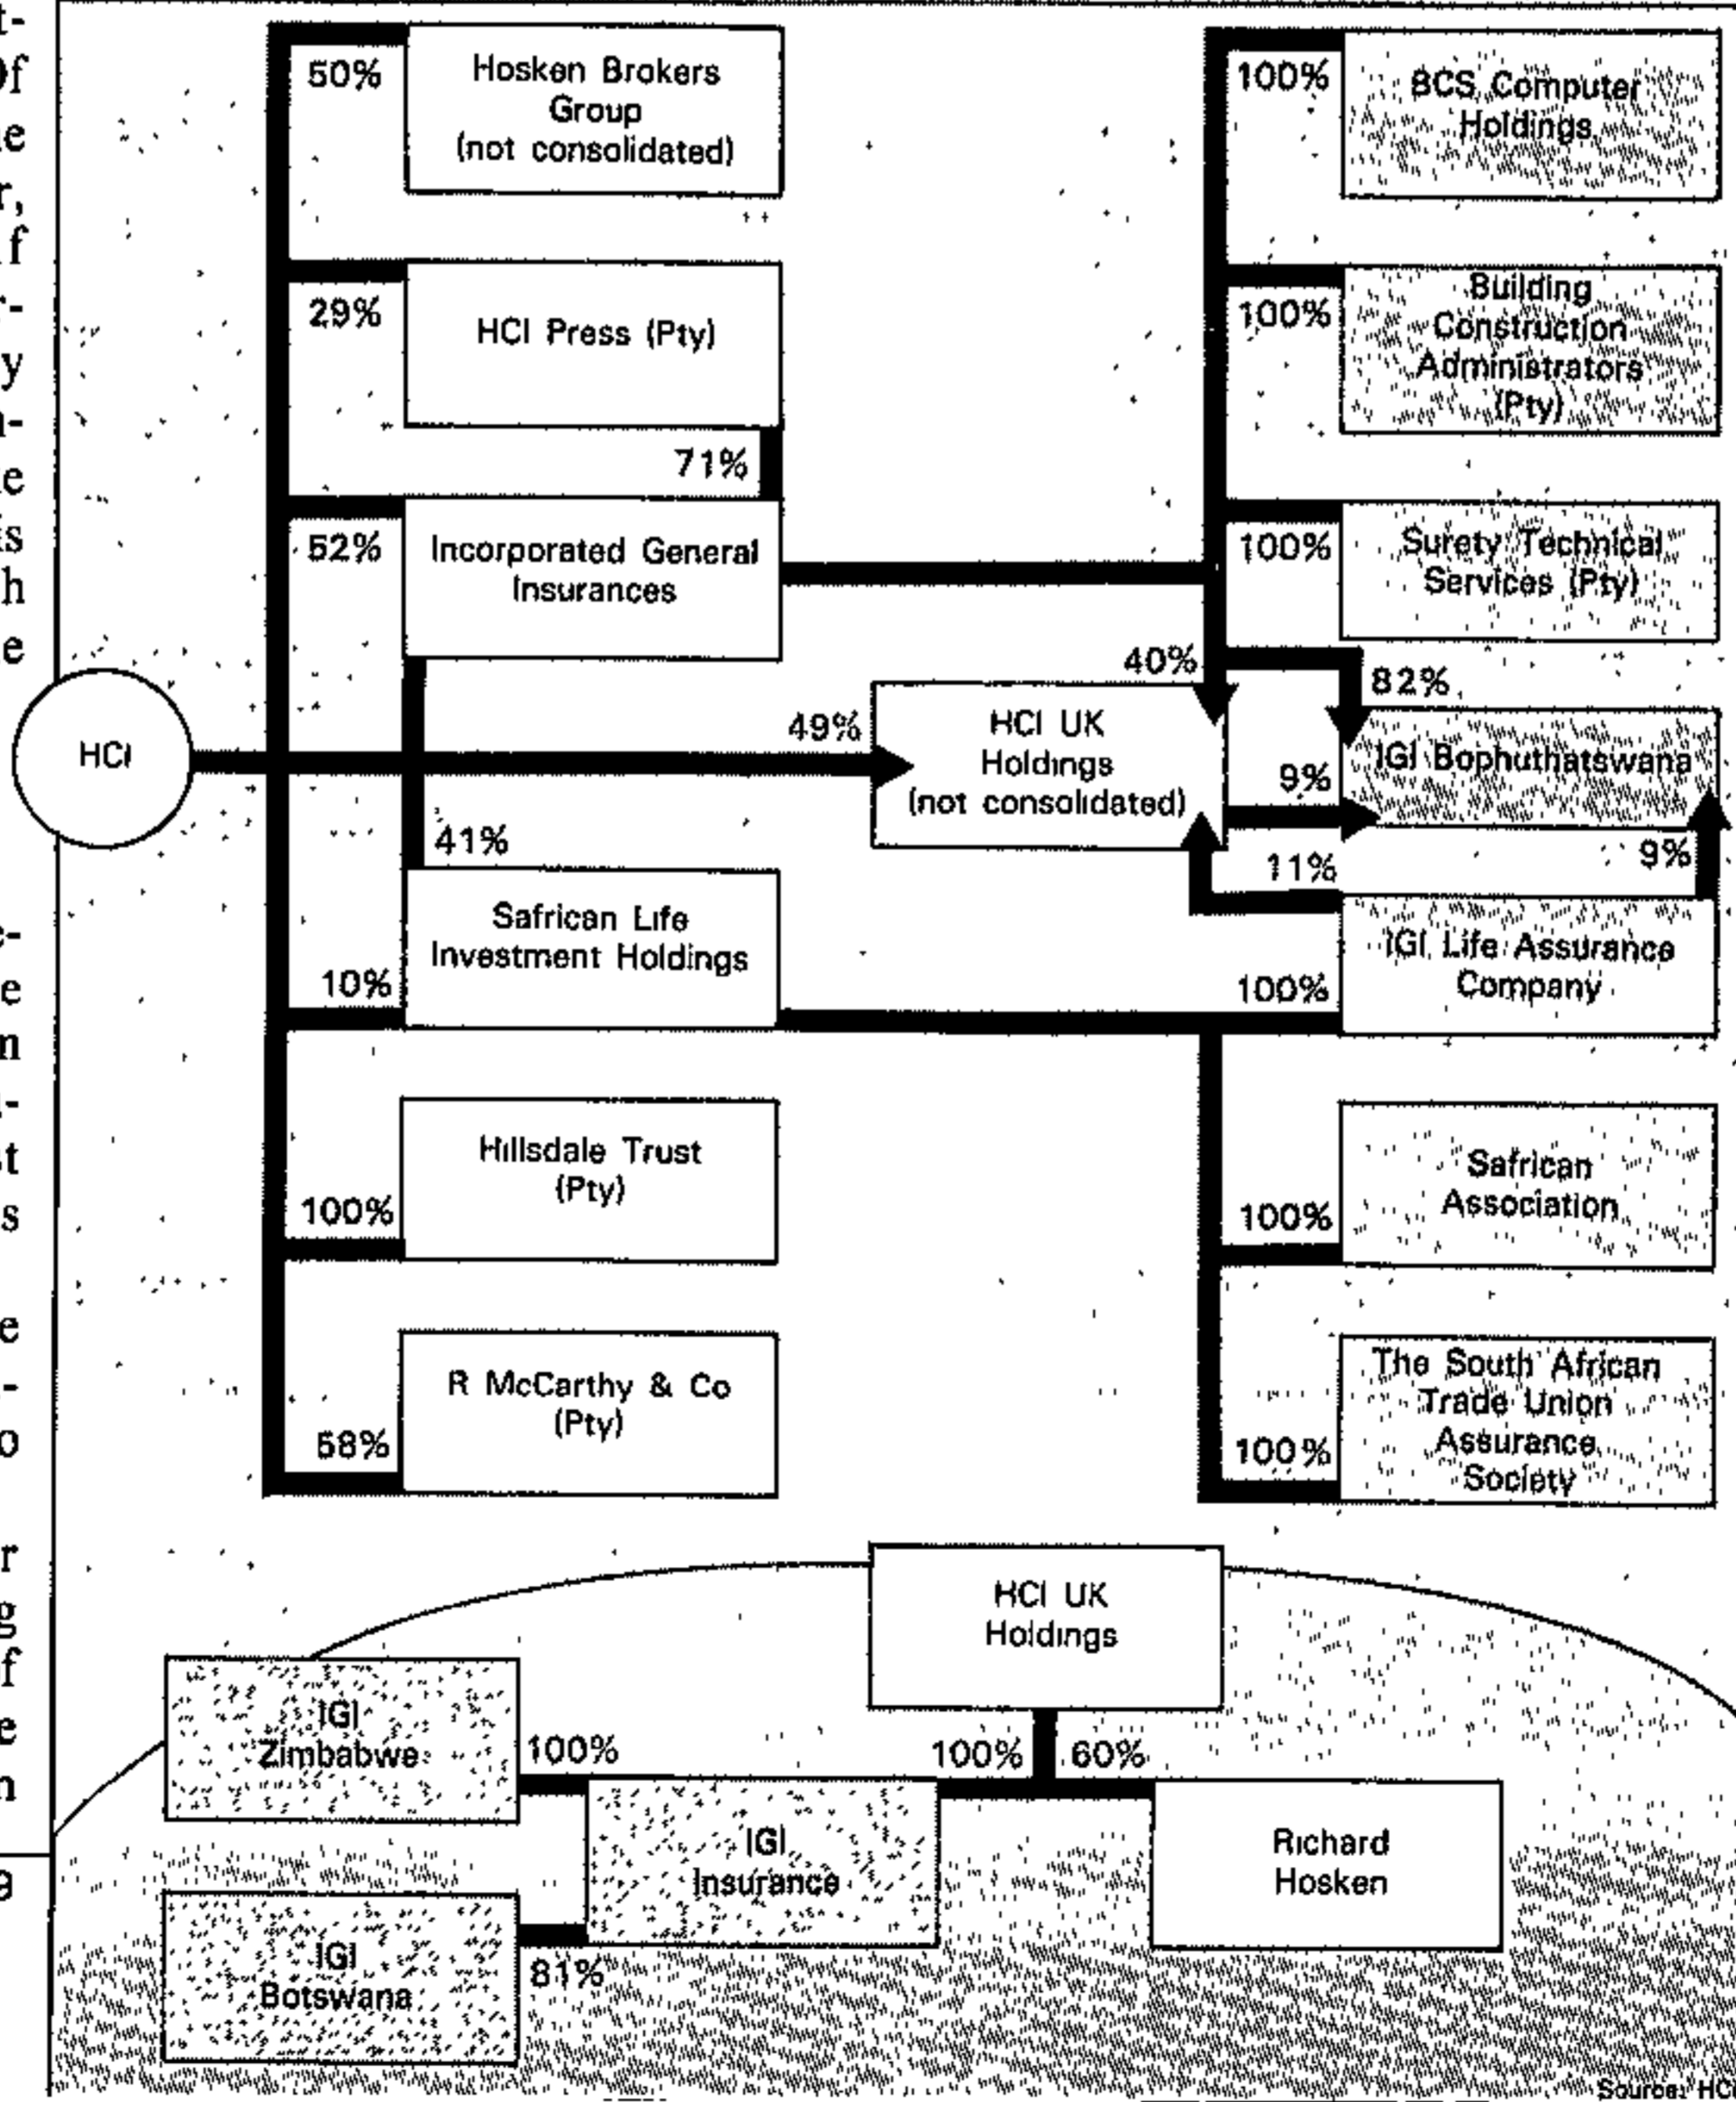 HCI
50%
Hosken Brokers
Group
(not consolidated)
29%
HCI Press (Pty)
71%
52%
Incorporated General
Insurances
41%
10%
Safrican Life
Investment Holdings
100%
Hillsdale Trust
(Pty)
58%
R McCarthy & Co
(Pty)
49%
40%
HCI UK
Holdings
(not consolidated)
11%
100%
BCS Computer
Holdings
100%
Building
Construction
Administrators
(Pty)
100%
Surety Technical
Services (Pty)
82%
9%
IGI Bophuthatswana
9%
100%
IGI Life Assurance
Company
100%
Safrican
Association
100%
The South African
Trade Union
Assurance
Society
HCI UK
Holdings
100% 60%
IGI
Zimbabwe
100%
IGI
Insurance
Richard
Hosken
IGI
Botswana
81%
Source: HCI